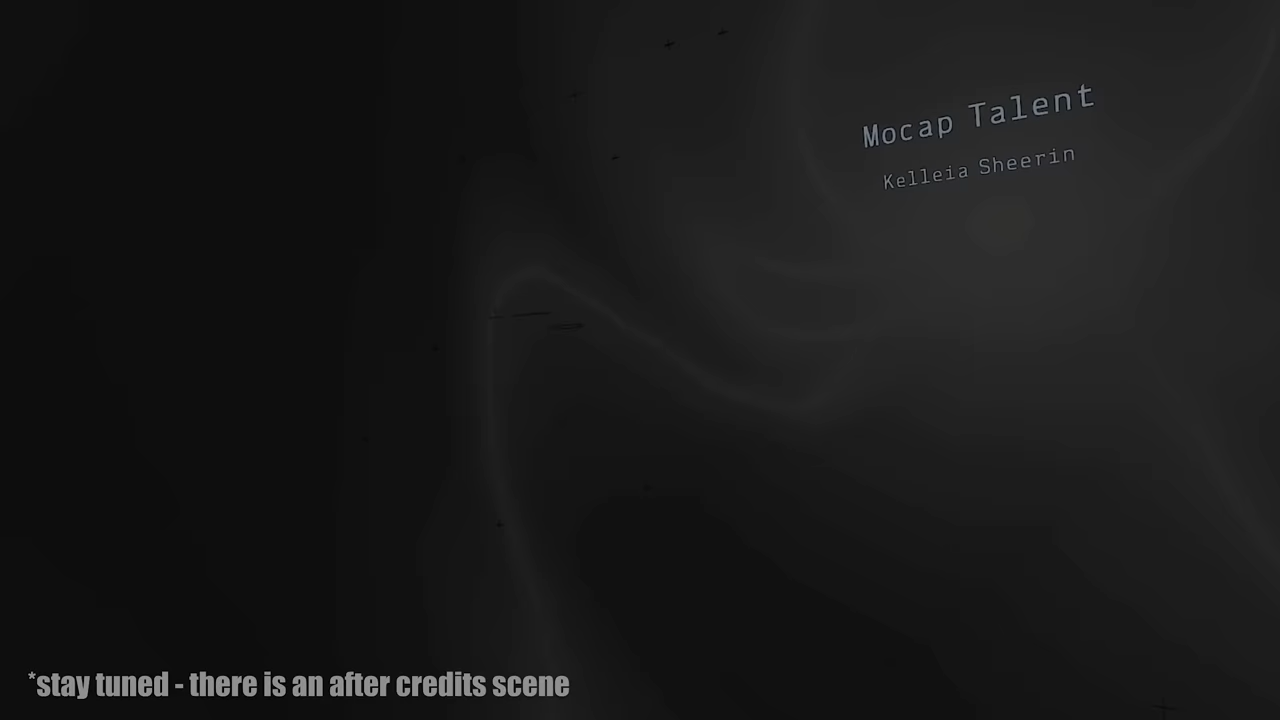 Mocap Talent
Kelleia Sheerin
*stay tuned - there is an after credits scene